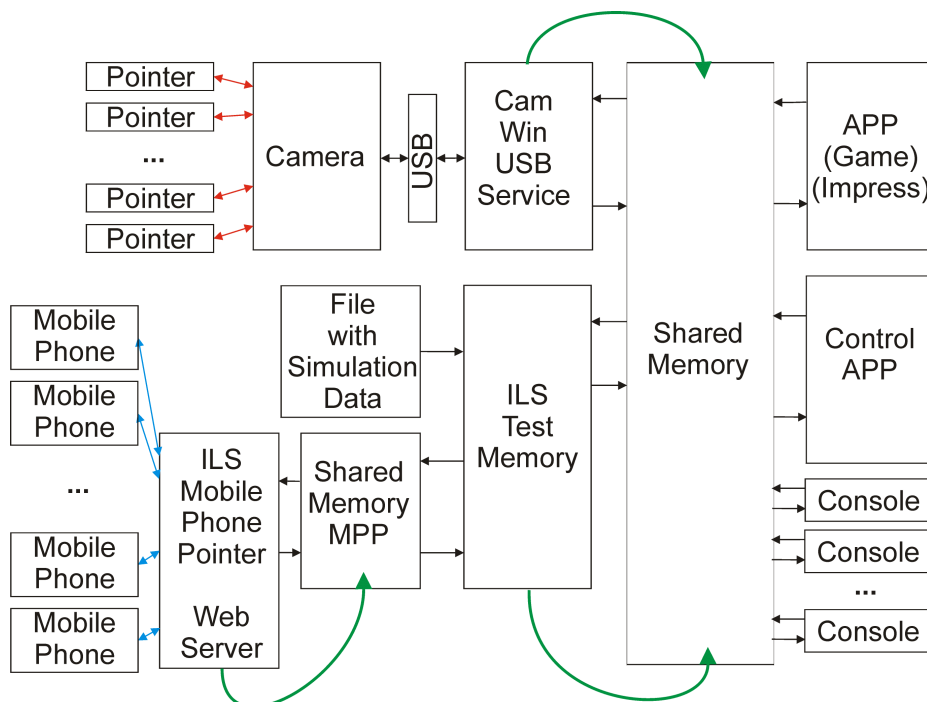 Pointer
Pointer
...
Pointer
Pointer
Camera
USB
Cam
Win
USB
Service
APP
(Game)
(Impress)
Mobile
Phone
Mobile
Phone
...
Mobile
Phone
Mobile
Phone
File
with
Simulation
Data
ILS
Mobile
Phone
Pointer
Web
Server
Shared
Memory
MPP
ILS
Test
Memory
Shared
Memory
Control
APP
Console
Console
...
Console